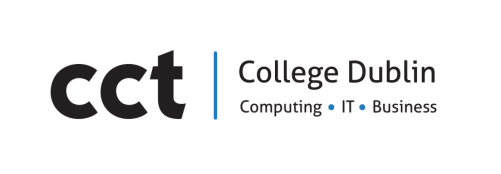 cct
College Dublin
Computing • IT • Business